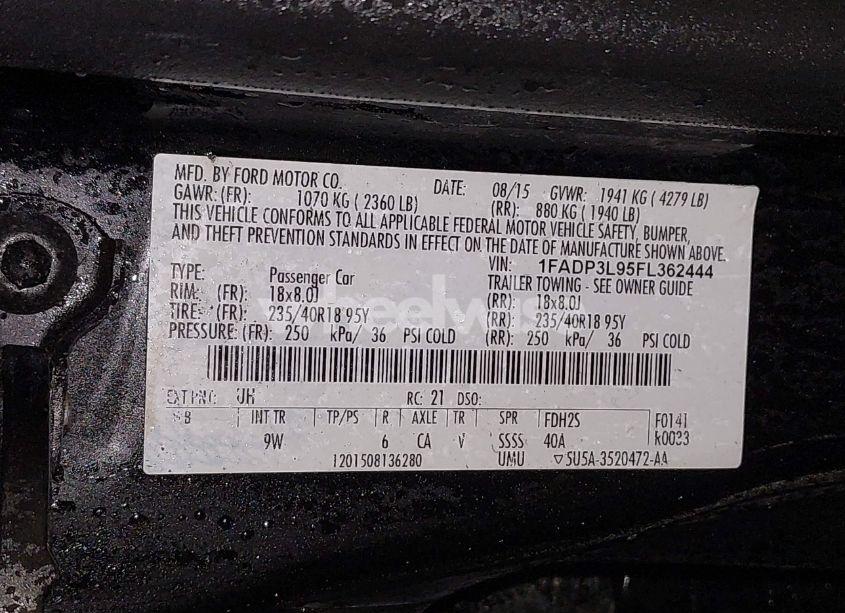 MFD. BY FORD MOTOR CO. DATE: 08/15 GVWR: 1941 KG ( 4279 LB)
GAWR: (FR): 1070 KG ( 2360 LB) (RR): 880 KG ( 1940 LB)
THIS VEHICLE CONFORMS TO ALL APPLICABLE FEDERAL MOTOR VEHICLE SAFETY, BUMPER,
AND THEFT PREVENTION STANDARDS IN EFFECT ON THE DATE OF MANUFACTURE SHOWN ABOVE.
VIN: 1FADP3L95FL362444
TYPE: Passenger Car TRAILER TOWING - SEE OWNER GUIDE
RIM: (FR): 18x8.0J (RR): 18x8.0J
TIRE: (FR): 235/40R18 95Y (RR): 235/40R18 95Y
PRESSURE: (FR): 250 kPa/ 36 PSI COLD (RR): 250 kPa/ 36 PSI COLD
EXT PNT: UH RC: 21 DSO:
B INT TR TP/PS R AXLE TR SPR FDH2S F0141
9W 6 CA V SSSS 40A
1201508136280 UMU ▽5U5A-3520472-AA